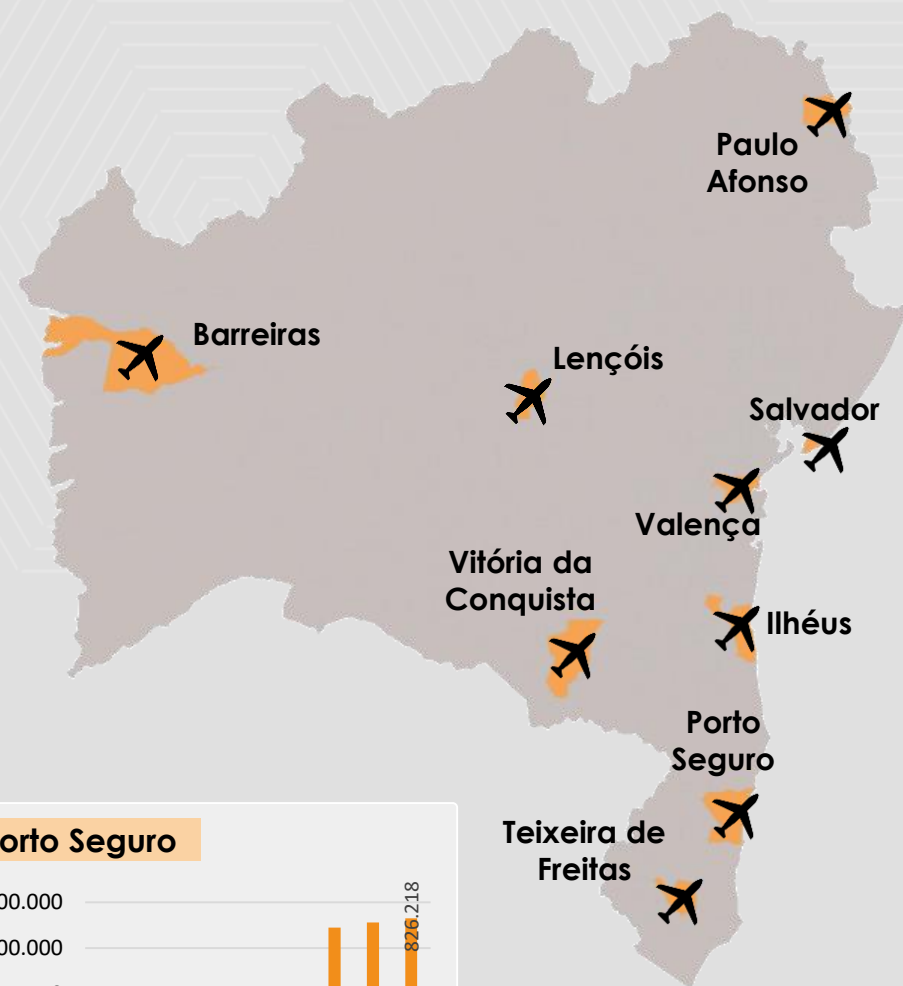 Paulo
Afonso
Barreiras
Lençóis
Salvador
Valença
Vitória da
Conquista
Ilhéus
Porto
Seguro
Teixeira de
Freitas
orto Seguro
00.000
826.218
00.000